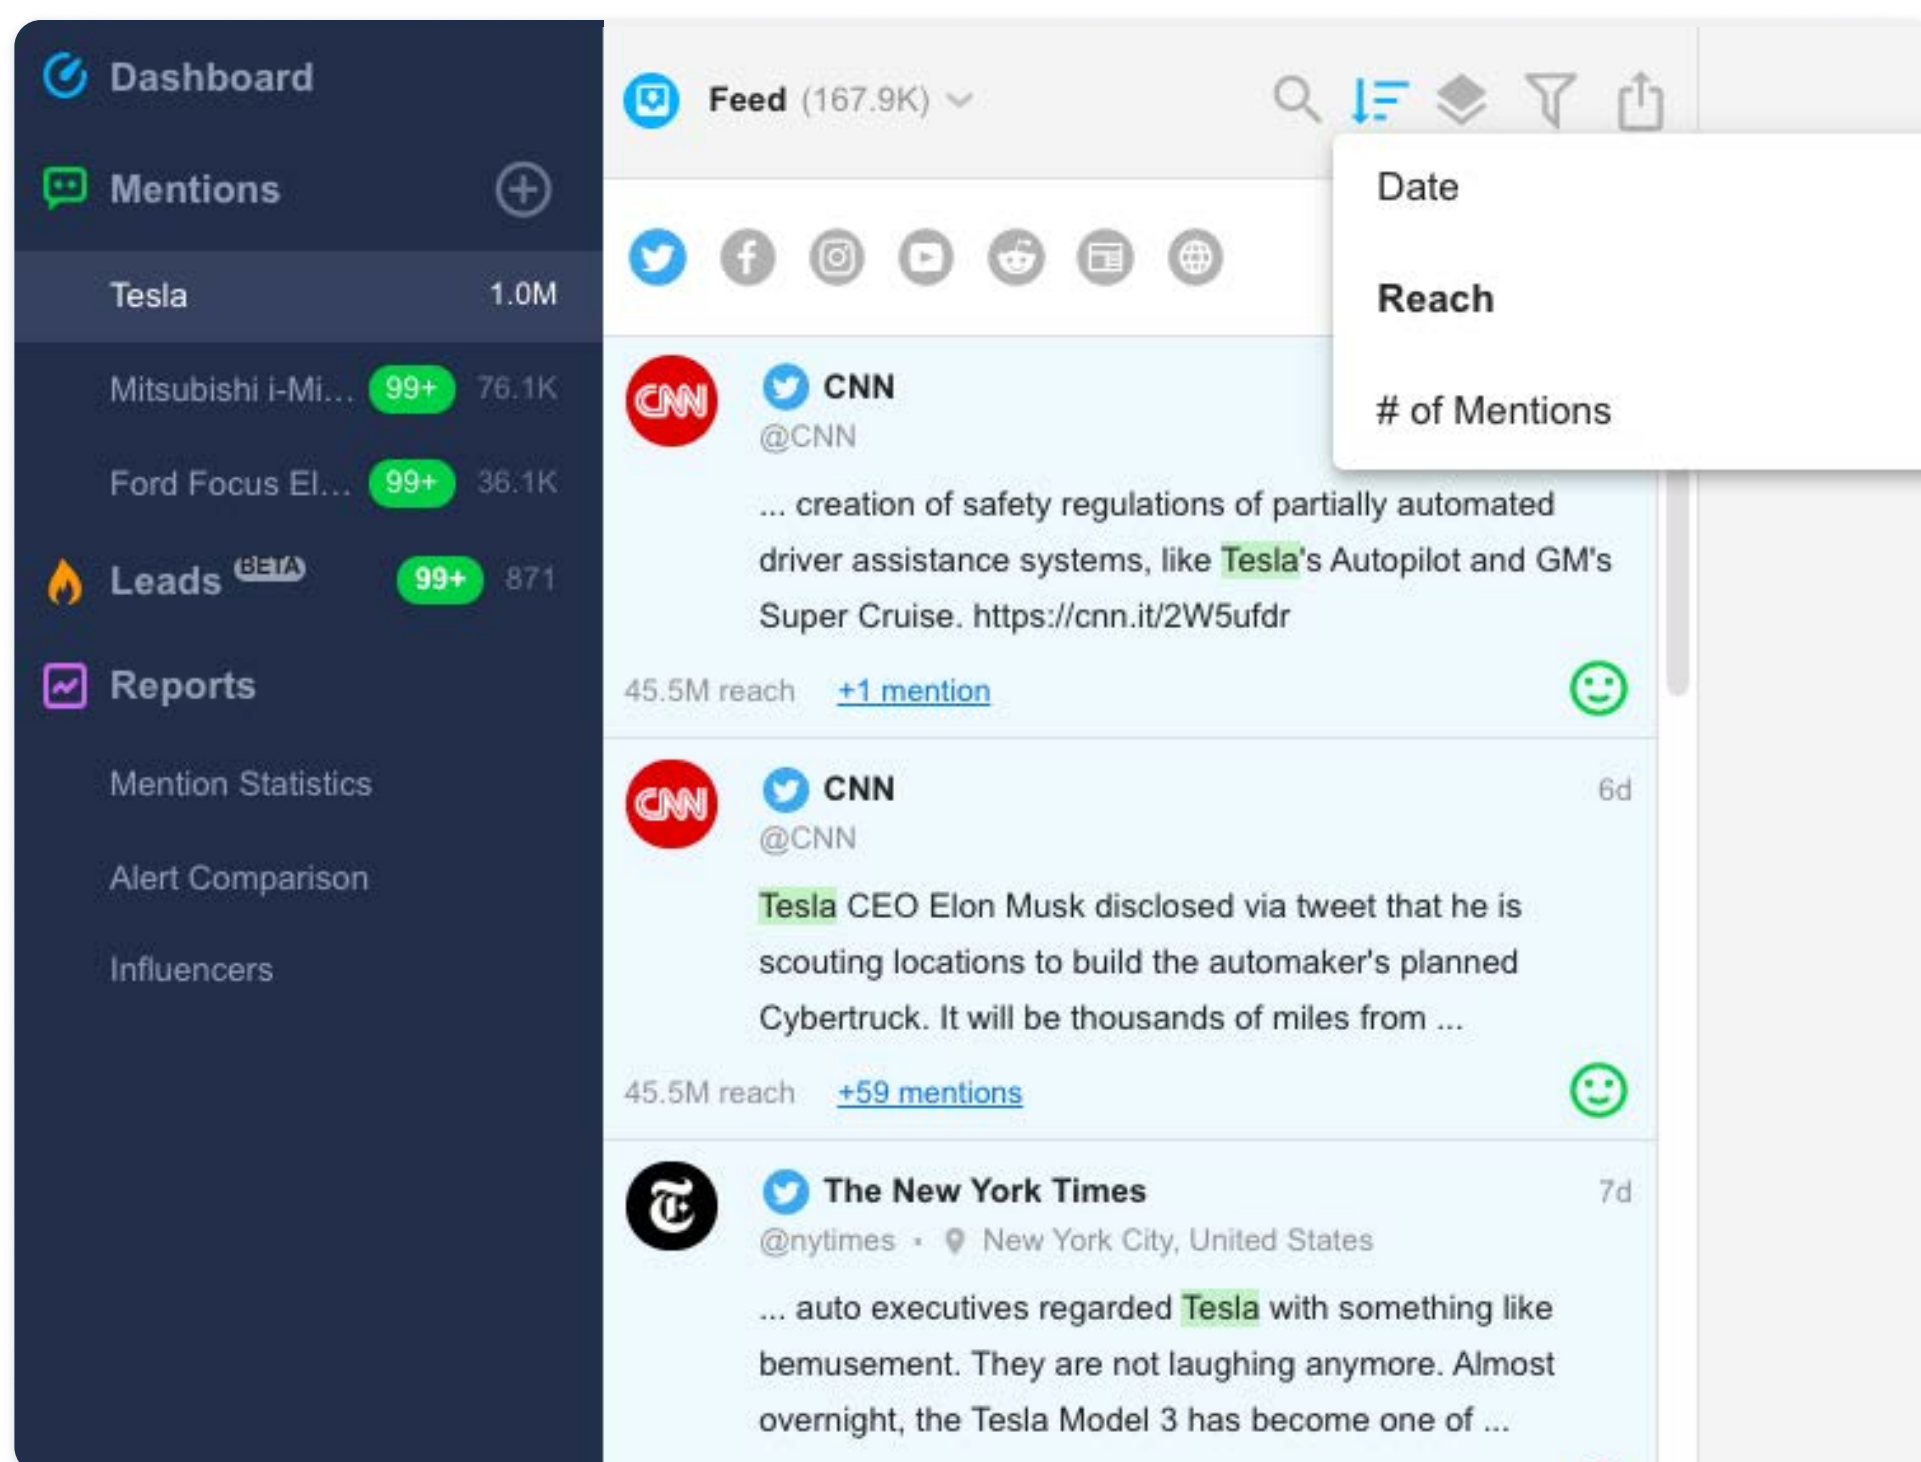 Dashboard
Mentions
Tesla 1.0M
Mitsubishi i-Mi... 99+ 76.1K
Ford Focus El... 99+ 36.1K
Leads BETA 99+ 871
Reports
Mention Statistics
Alert Comparison
Influencers
Feed (167.9K)
Date
Reach
# of Mentions
CNN
CNN
@CNN
... creation of safety regulations of partially automated
driver assistance systems, like Tesla's Autopilot and GM's
Super Cruise. https://cnn.it/2W5ufdr
45.5M reach +1 mention
CNN
CNN 6d
@CNN
Tesla CEO Elon Musk disclosed via tweet that he is
scouting locations to build the automaker's planned
Cybertruck. It will be thousands of miles from ...
45.5M reach +59 mentions
T
The New York Times 7d
@nytimes • New York City, United States
... auto executives regarded Tesla with something like
bemusement. They are not laughing anymore. Almost
overnight, the Tesla Model 3 has become one of ...